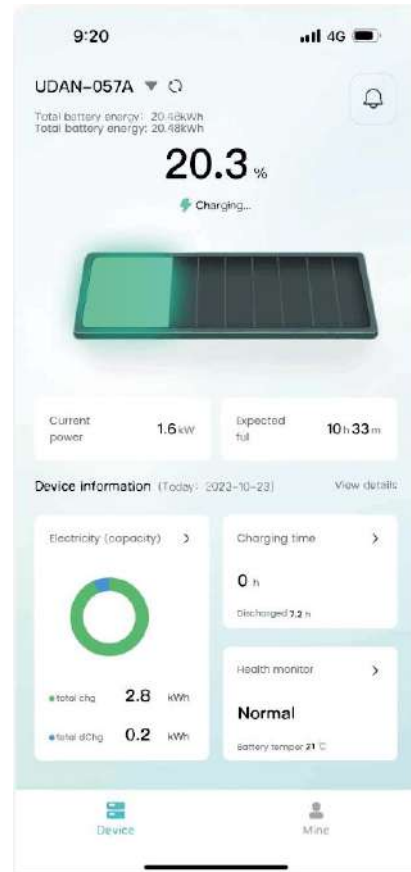 9:20
4G
UDAN-057A
Total battery energy: 20.48kWh
Total battery energy: 20.48kWh
20.3 %
Charging...
Current power
1.6 kW
Expected ful
10 h 33 m
Device information (Today: 2022-10-23)
View details
Electricity (capacity) >
total chg 2.8 kWh
total dChg 0.2 kWh
Charging time >
0 h
Discharged 7.2 h
Health monitor >
Normal
Battery temper 21 ℃
Device
Mine